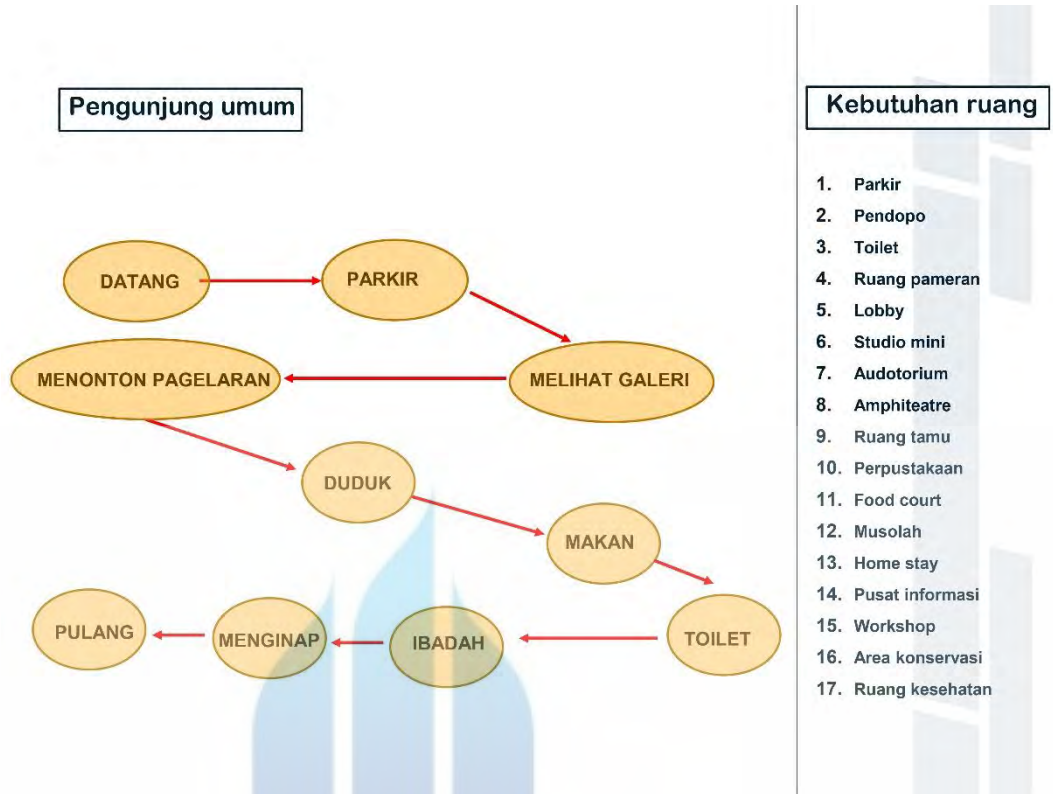 Pengunjung umum
DATANG
PARKIR
MENONTON PAGELARAN
MELIHAT GALERI
DUDUK
MAKAN
PULANG
MENGINAP
IBADAH
TOILET
Kebutuhan ruang
1. Parkir
2. Pendopo
3. Toilet
4. Ruang pameran
5. Lobby
6. Studio mini
7. Audotorium
8. Amphiteatre
9. Ruang tamu
10. Perpustakaan
11. Food court
12. Musolah
13. Home stay
14. Pusat informasi
15. Workshop
16. Area konservasi
17. Ruang kesehatan